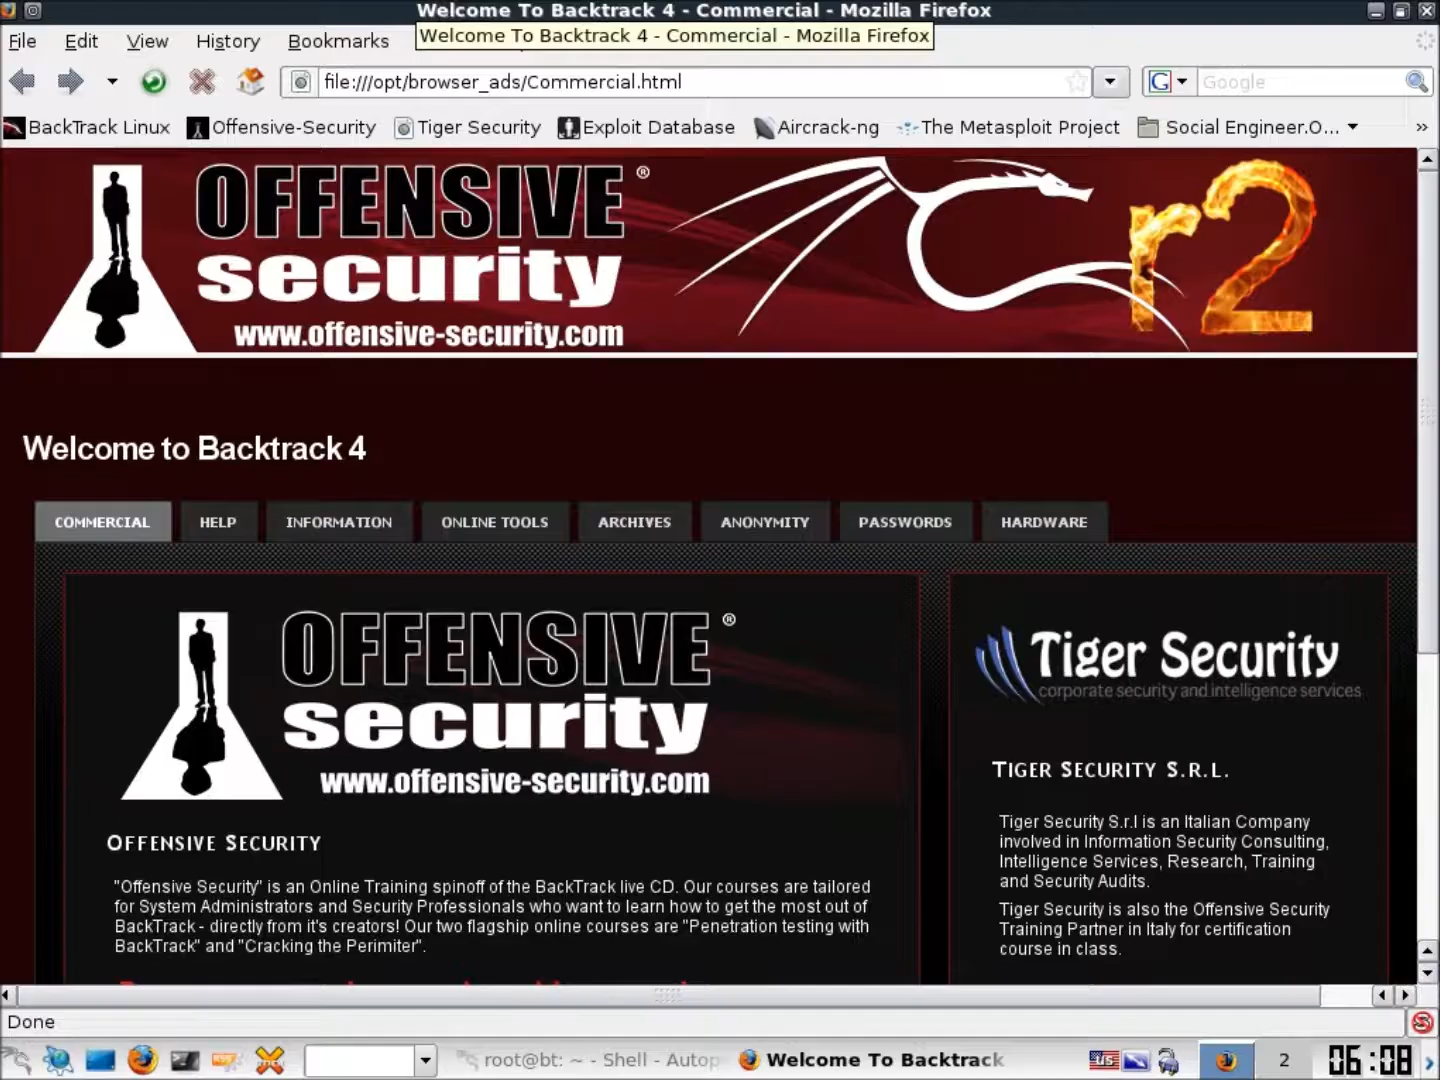 Welcome To Backtrack 4 - Commercial - Mozilla Firefox
File Edit View History Bookmarks
Welcome To Backtrack 4 - Commercial - Mozilla Firefox
file:///opt/browser_ads/Commercial.html
G
Google
BackTrack Linux Offensive-Security Tiger Security Exploit Database Aircrack-ng The Metasploit Project Social Engineer.O... »
OFFENSIVE ®
security
www.offensive-security.com
r2
Welcome to Backtrack 4
COMMERCIAL HELP INFORMATION ONLINE TOOLS ARCHIVES ANONYMITY PASSWORDS HARDWARE
OFFENSIVE ®
security
www.offensive-security.com
OFFENSIVE SECURITY
"Offensive Security" is an Online Training spinoff of the BackTrack live CD. Our courses are tailored
for System Administrators and Security Professionals who want to learn how to get the most out of
BackTrack - directly from it's creators! Our two flagship online courses are "Penetration testing with
BackTrack" and "Cracking the Perimiter".
Tiger Security
corporate security and intelligence services
TIGER SECURITY S.R.L.
Tiger Security S.r.l is an Italian Company
involved in Information Security Consulting,
Intelligence Services, Research, Training
and Security Audits.
Tiger Security is also the Offensive Security
Training Partner in Italy for certification
course in class.
Done
root@bt: ~ - Shell - Autop
Welcome To Backtrack
US
2
06:08